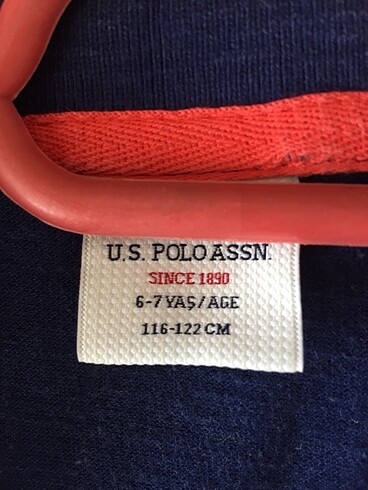 U.S. POLO ASSN.
SINCE 1890
6-7 YAŞ/AGE
116-122 CM